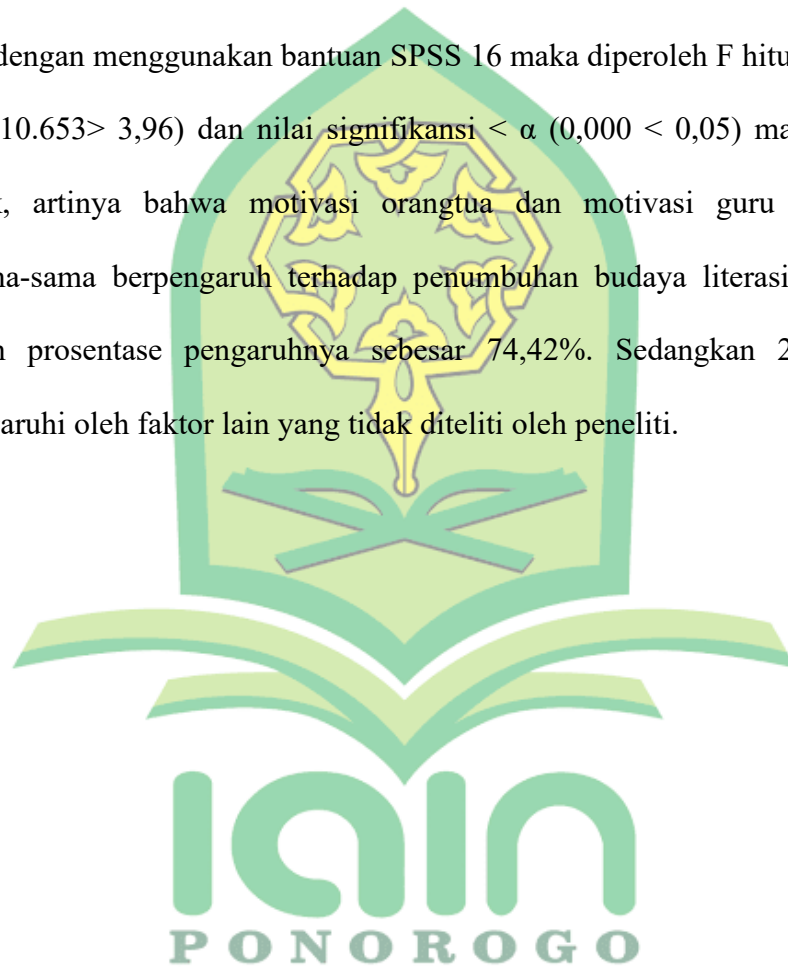 dengan menggunakan bantuan SPSS 16 maka diperoleh F hitu
10.653> 3,96) dan nilai signifikansi < α (0,000 < 0,05) ma
, artinya bahwa motivasi orangtua dan motivasi guru
na-sama berpengaruh terhadap penumbuhan budaya literasi
prosentase pengaruhnya sebesar 74,42%. Sedangkan 2
aruhi oleh faktor lain yang tidak diteliti oleh peneliti.
iain
PONOROGO